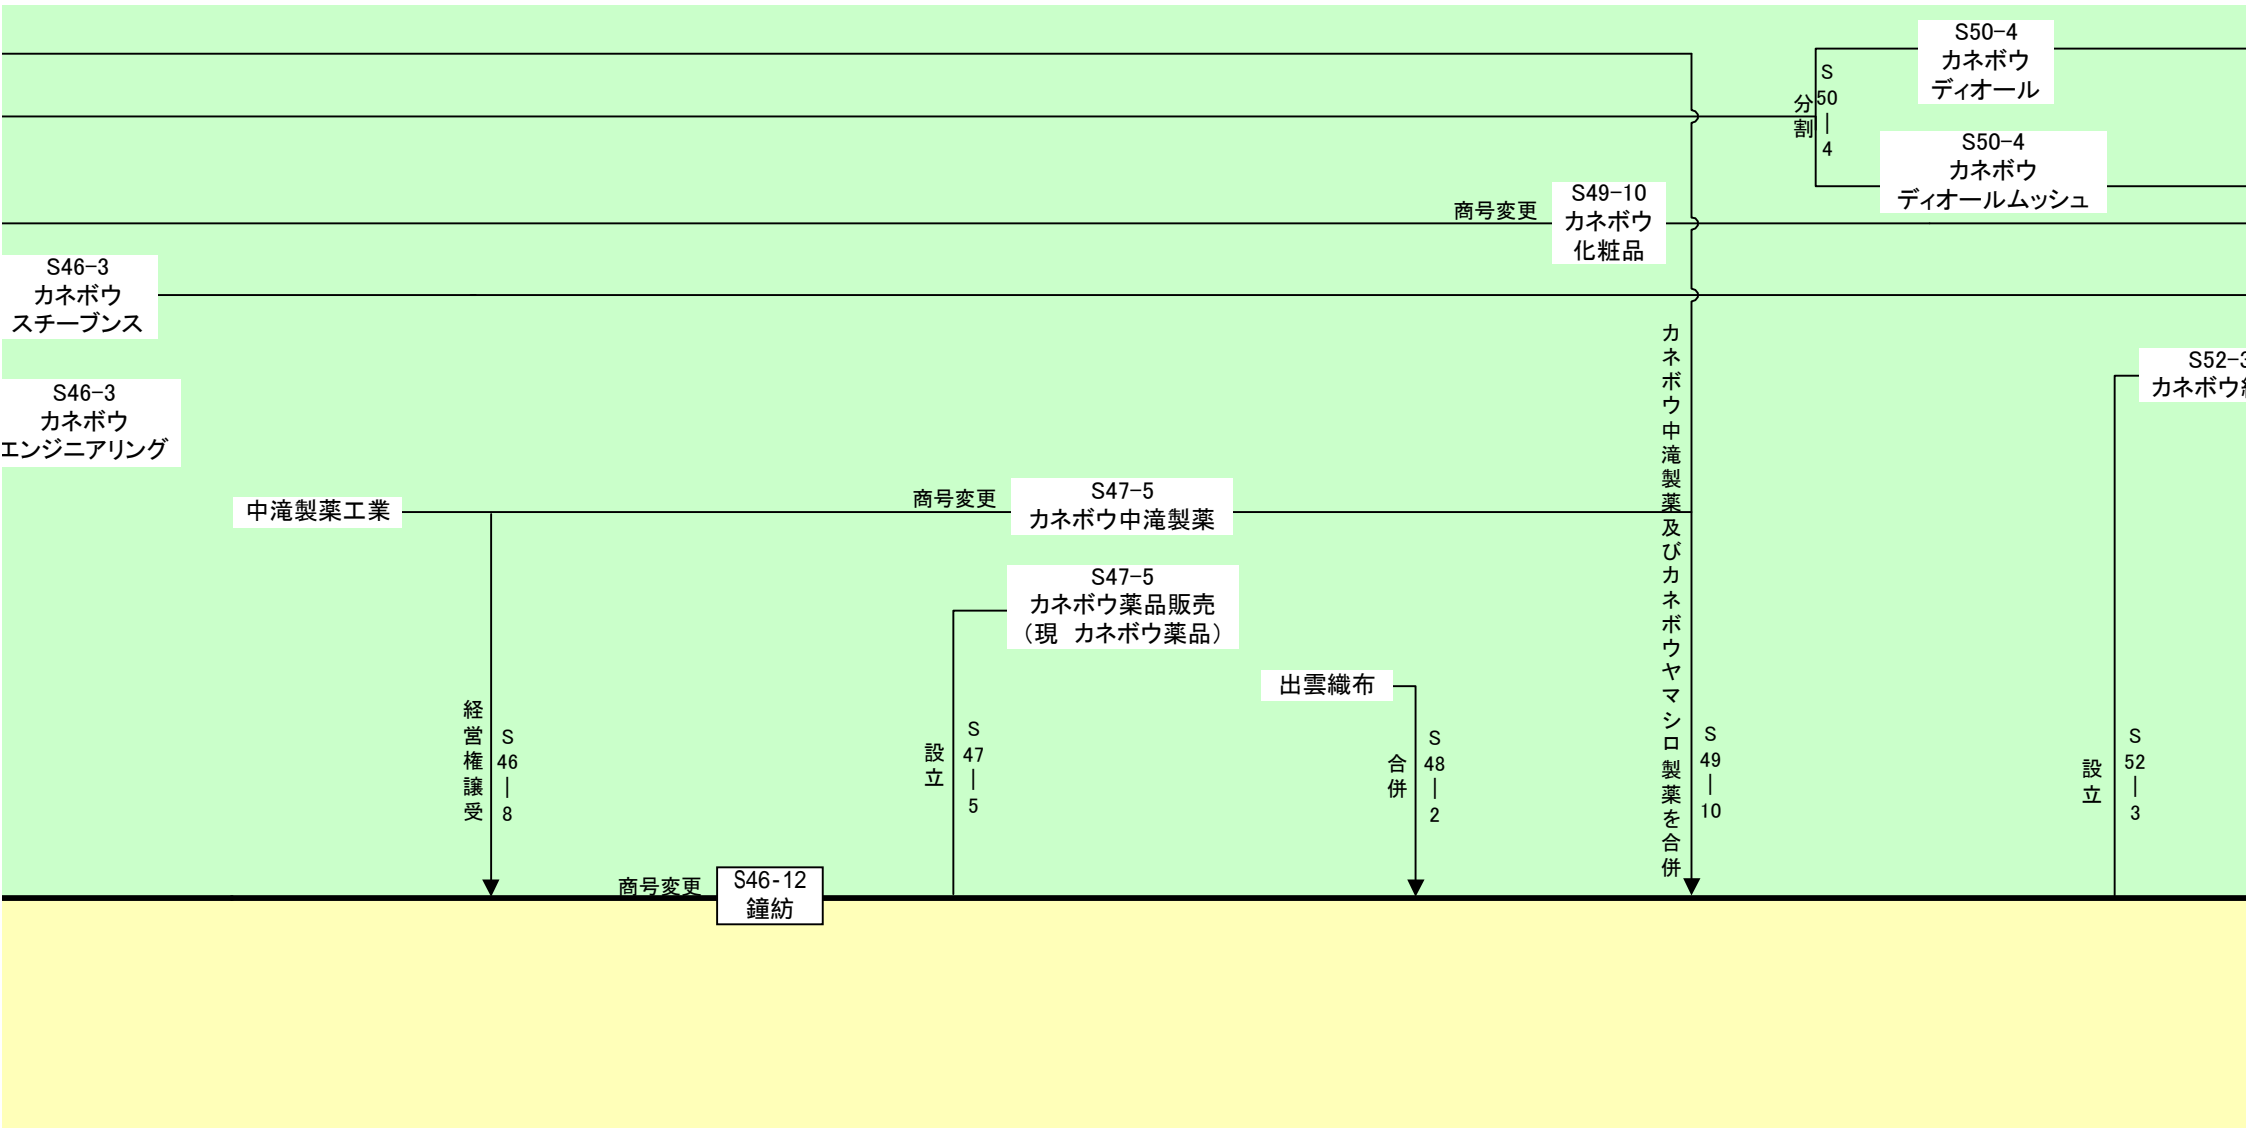 S50-4
カネボウ
ディオール
S
50
|
4
分割
S50-4
カネボウ
ディオールムッシュ
商号変更
S49-10
カネボウ
化粧品
S46-3
カネボウ
スチーブンス
S46-3
カネボウ
エンジニアリング
S52-3
カネボウ
中滝製薬工業
商号変更
S47-5
カネボウ中滝製薬
S47-5
カネボウ薬品販売
（現　カネボウ薬品）
出雲織布
カネボウ中滝製薬及びカネボウヤマシロ製薬を合併
経営権譲受
S
46
|
8
設立
S
47
|
5
合併
S
48
|
2
S
49
|
10
設立
S
52
|
3
商号変更
S46-12
鐘紡